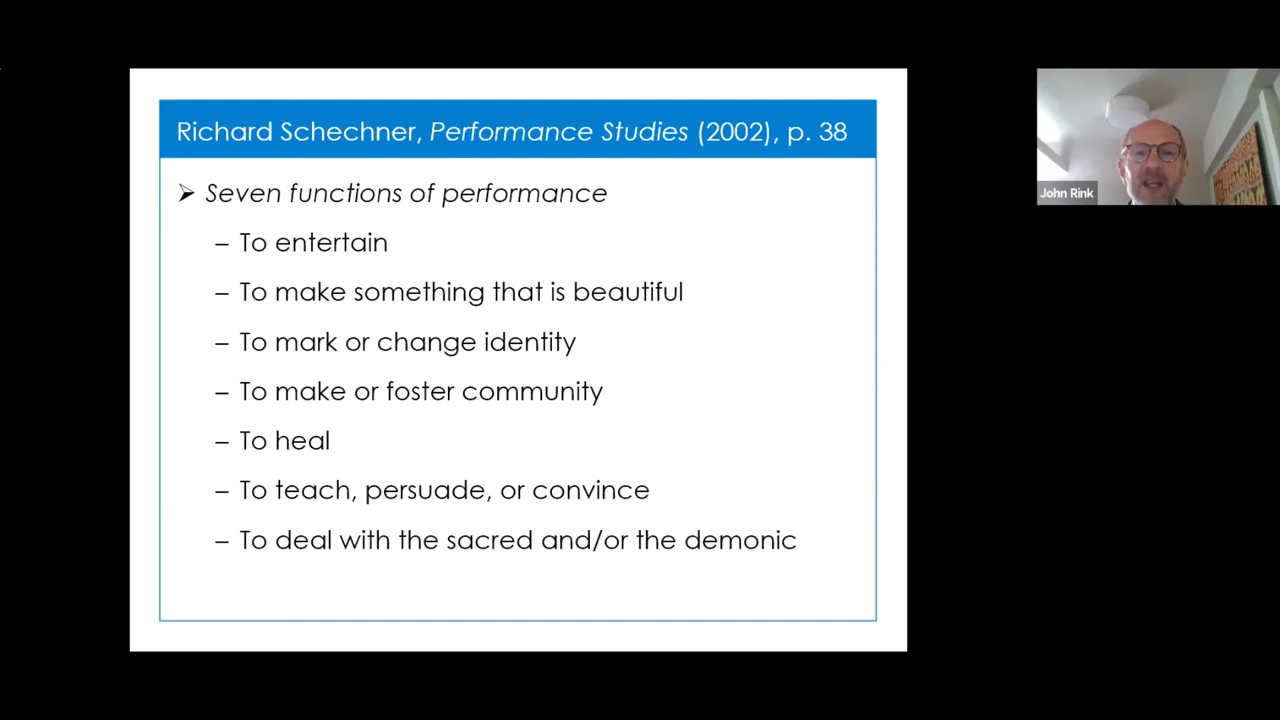 Richard Schechner, Performance Studies (2002), p. 38
➢ Seven functions of performance
– To entertain
– To make something that is beautiful
– To mark or change identity
– To make or foster community
– To heal
– To teach, persuade, or convince
– To deal with the sacred and/or the demonic
John Rink